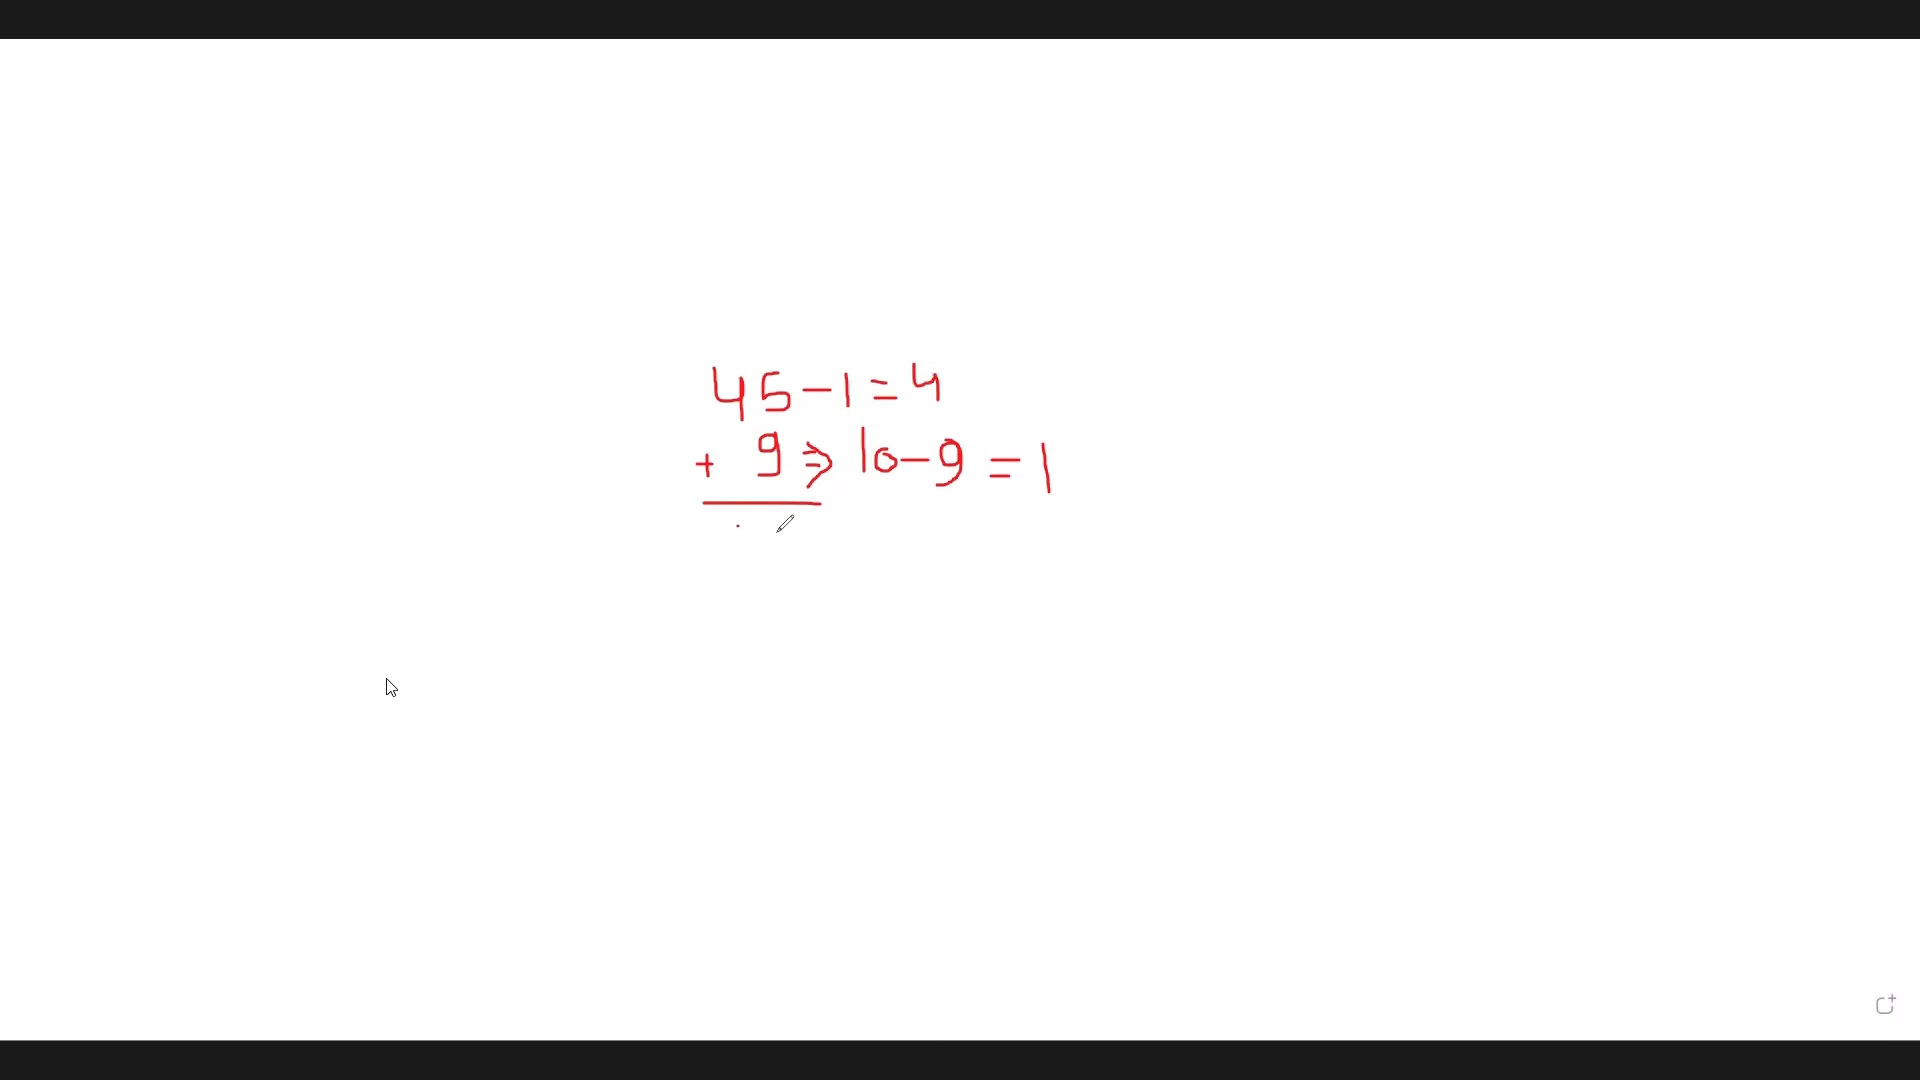 45-1=4
+ 9 ⇒ 10-9 = 1